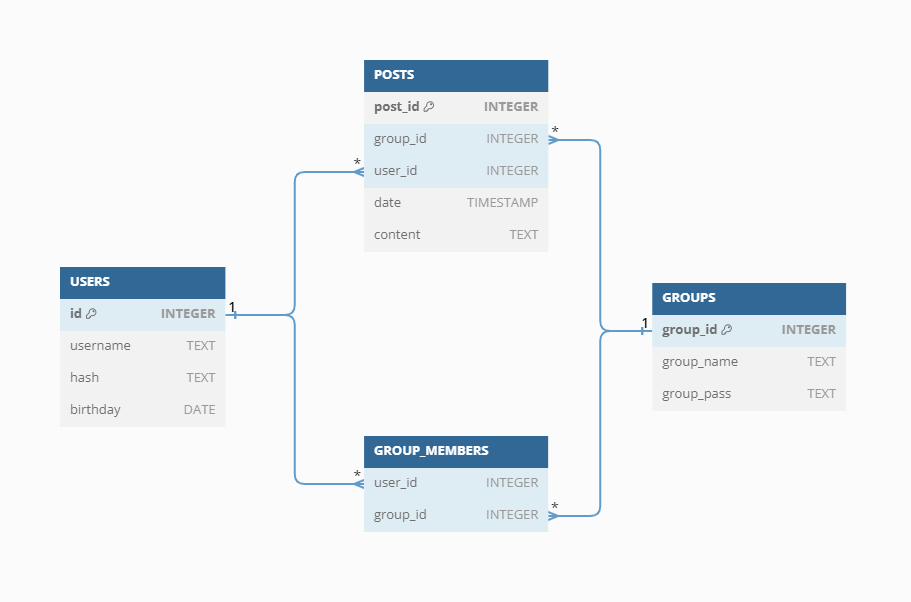 POSTS
post_id INTEGER
group_id INTEGER *
* user_id INTEGER
date TIMESTAMP
content TEXT
USERS
id INTEGER 1
username TEXT
hash TEXT
birthday DATE
GROUPS
1 group_id INTEGER
group_name TEXT
group_pass TEXT
GROUP_MEMBERS
* user_id INTEGER
group_id INTEGER *